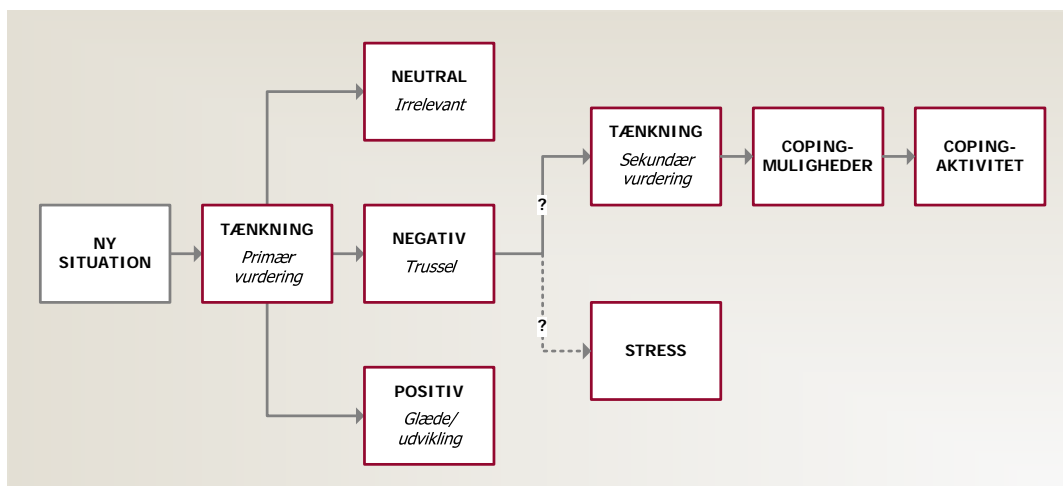 NY
SITUATION
TÆNKNING
Primær
vurdering
NEUTRAL
Irrelevant
NEGATIV
Trussel
POSITIV
Glæde/
udvikling
?
?
TÆNKNING
Sekundær
vurdering
COPING-
MULIGHEDER
COPING-
AKTIVITET
STRESS